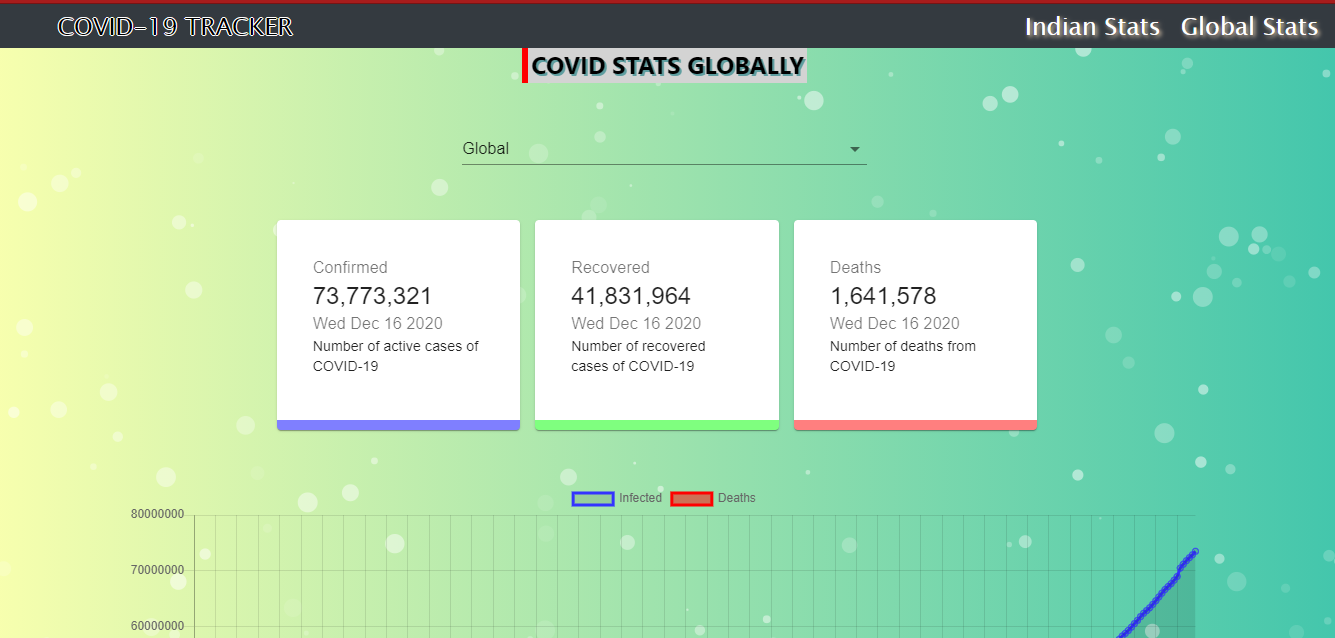 COVID-19 TRACKER
Indian Stats Global Stats
COVID STATS GLOBALLY
Global
Confirmed
73,773,321
Wed Dec 16 2020
Number of active cases of
COVID-19
Recovered
41,831,964
Wed Dec 16 2020
Number of recovered
cases of COVID-19
Deaths
1,641,578
Wed Dec 16 2020
Number of deaths from
COVID-19
Infected Deaths
80000000
70000000
60000000